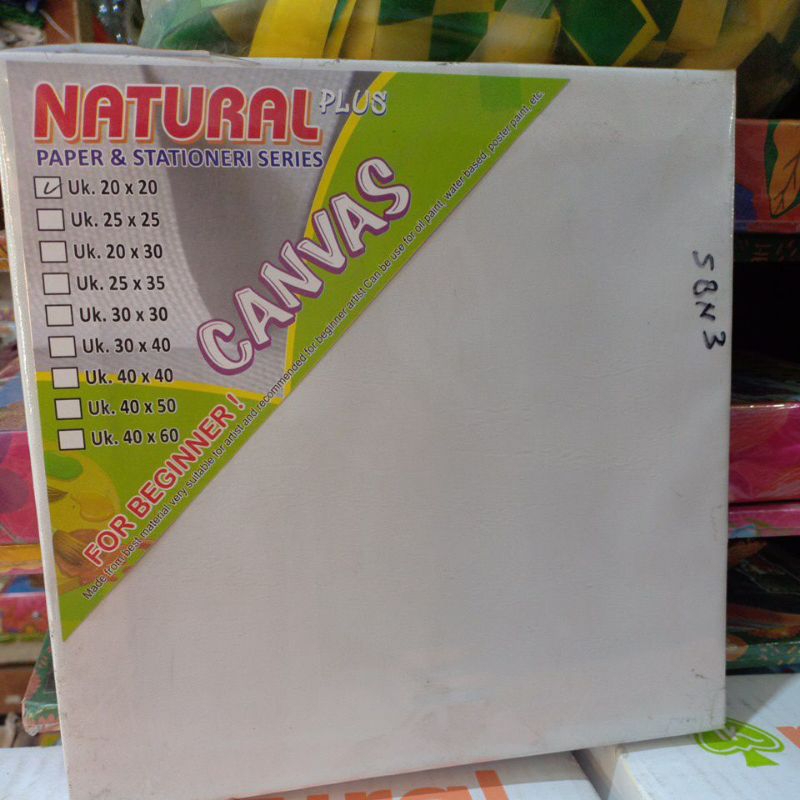 NATURAL PLUS
PAPER & STATIONERI SERIES
Uk. 20 x 20
Uk. 25 x 25
Uk. 20 x 30
Uk. 25 x 35
Uk. 30 x 30
Uk. 30 x 40
Uk. 40 x 40
Uk. 40 x 50
Uk. 40 x 60
CANVAS
FOR BEGINNER !
Made from best material very suitable for artist and recommended for beginner artist Can be use for oil paint, water based, poster paint, etc.